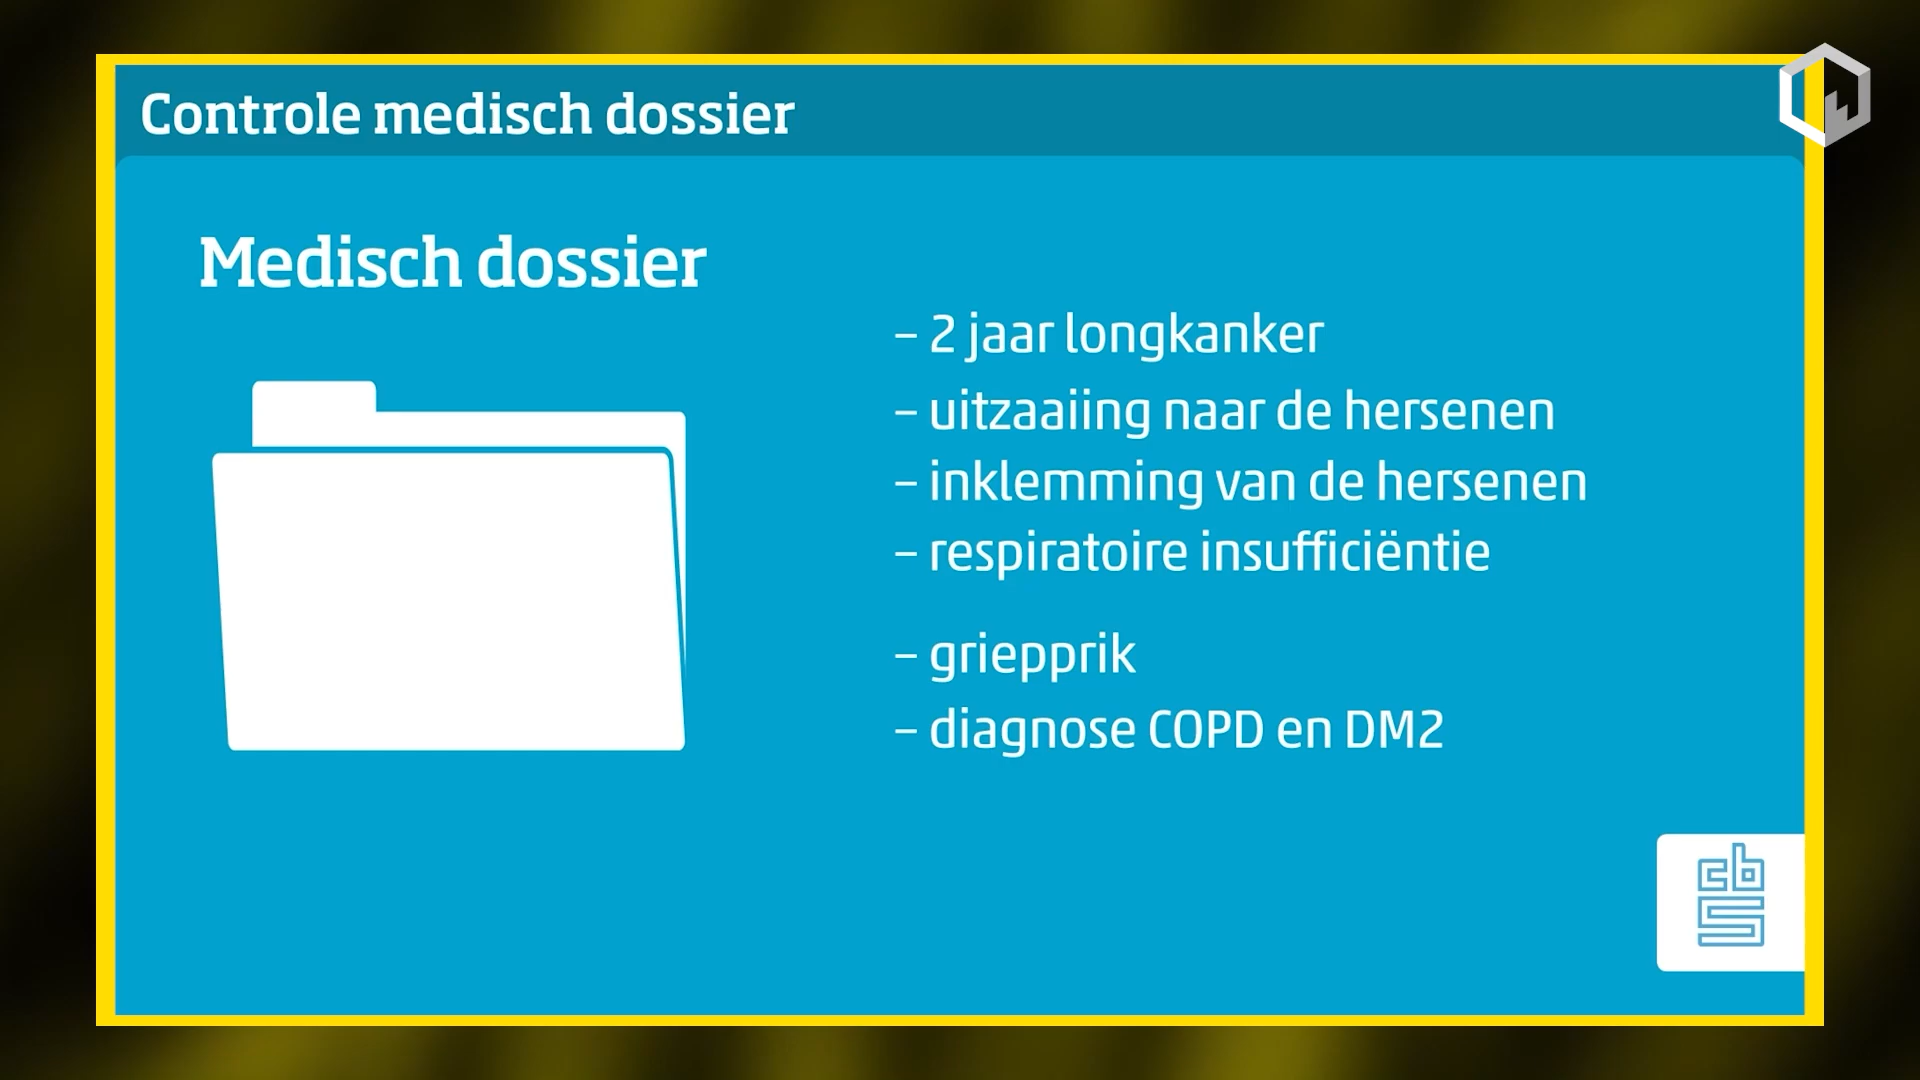 Controle medisch dossier
Medisch dossier
– 2 jaar longkanker
– uitzaaiing naar de hersenen
– inklemming van de hersenen
– respiratoire insufficiëntie
– griepprik
– diagnose COPD en DM2
cbs